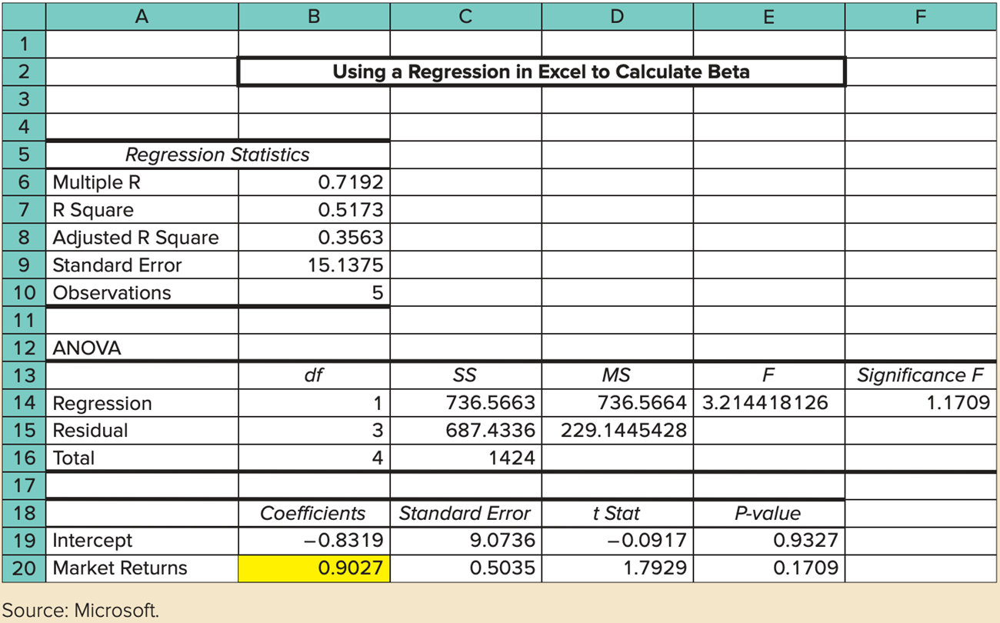 A B C D E F
1
2 Using a Regression in Excel to Calculate Beta
3
4
5 Regression Statistics
6 Multiple R 0.7192
7 R Square 0.5173
8 Adjusted R Square 0.3563
9 Standard Error 15.1375
10 Observations 5
11
12 ANOVA
13 df SS MS F Significance F
14 Regression 1 736.5663 736.5664 3.214418126 1.1709
15 Residual 3 687.4336 229.1445428
16 Total 4 1424
17
18 Coefficients Standard Error t Stat P-value
19 Intercept −0.8319 9.0736 −0.0917 0.9327
20 Market Returns 0.9027 0.5035 1.7929 0.1709
Source: Microsoft.